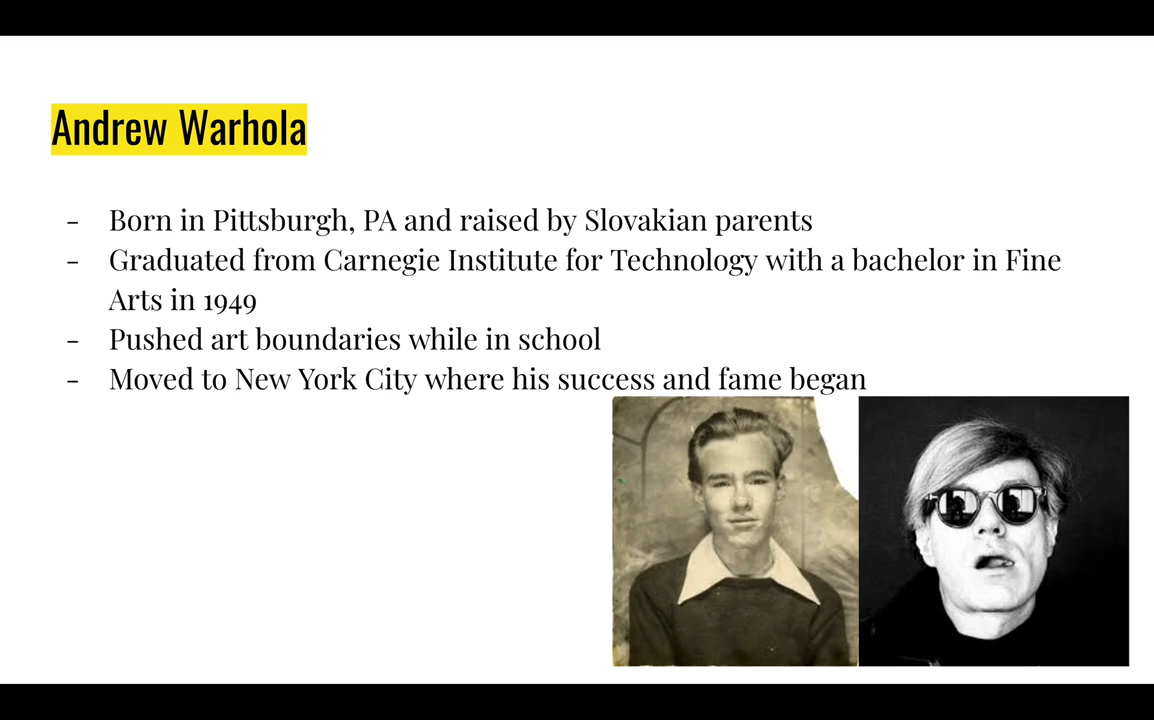 Andrew Warhola
- Born in Pittsburgh, PA and raised by Slovakian parents
- Graduated from Carnegie Institute for Technology with a bachelor in Fine
Arts in 1949
- Pushed art boundaries while in school
- Moved to New York City where his success and fame began